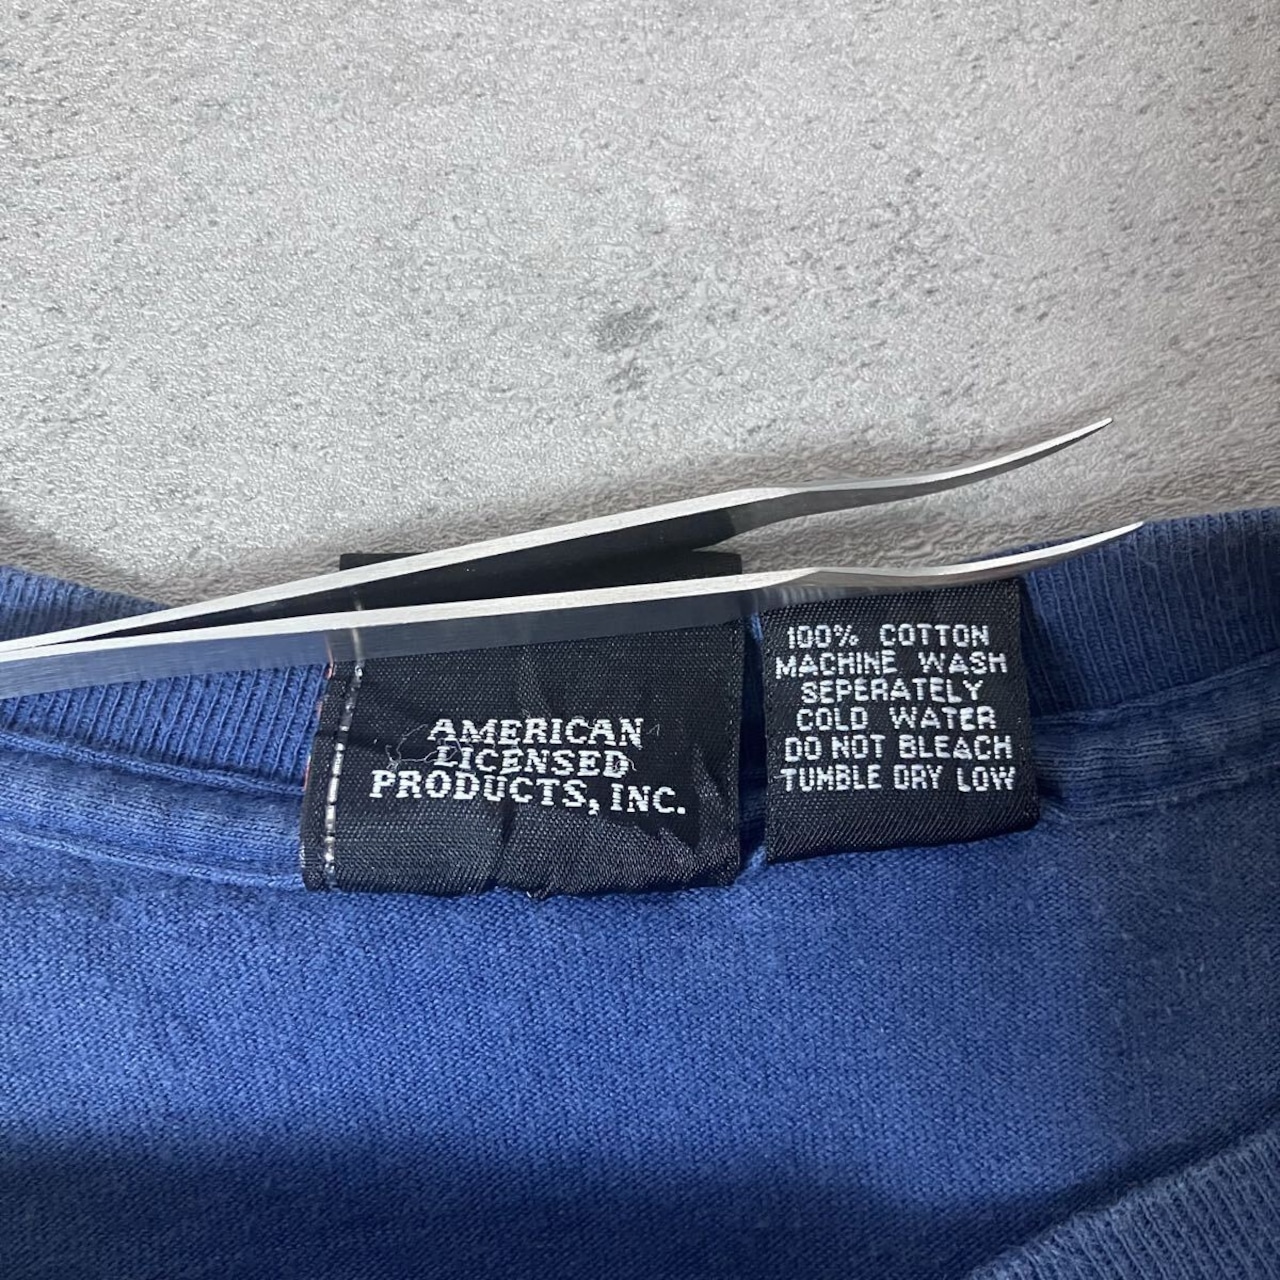 AMERICAN
LICENSED
PRODUCTS, INC.
100% COTTON
MACHINE WASH
SEPERATELY
COLD WATER
DO NOT BLEACH
TUMBLE DRY LOW